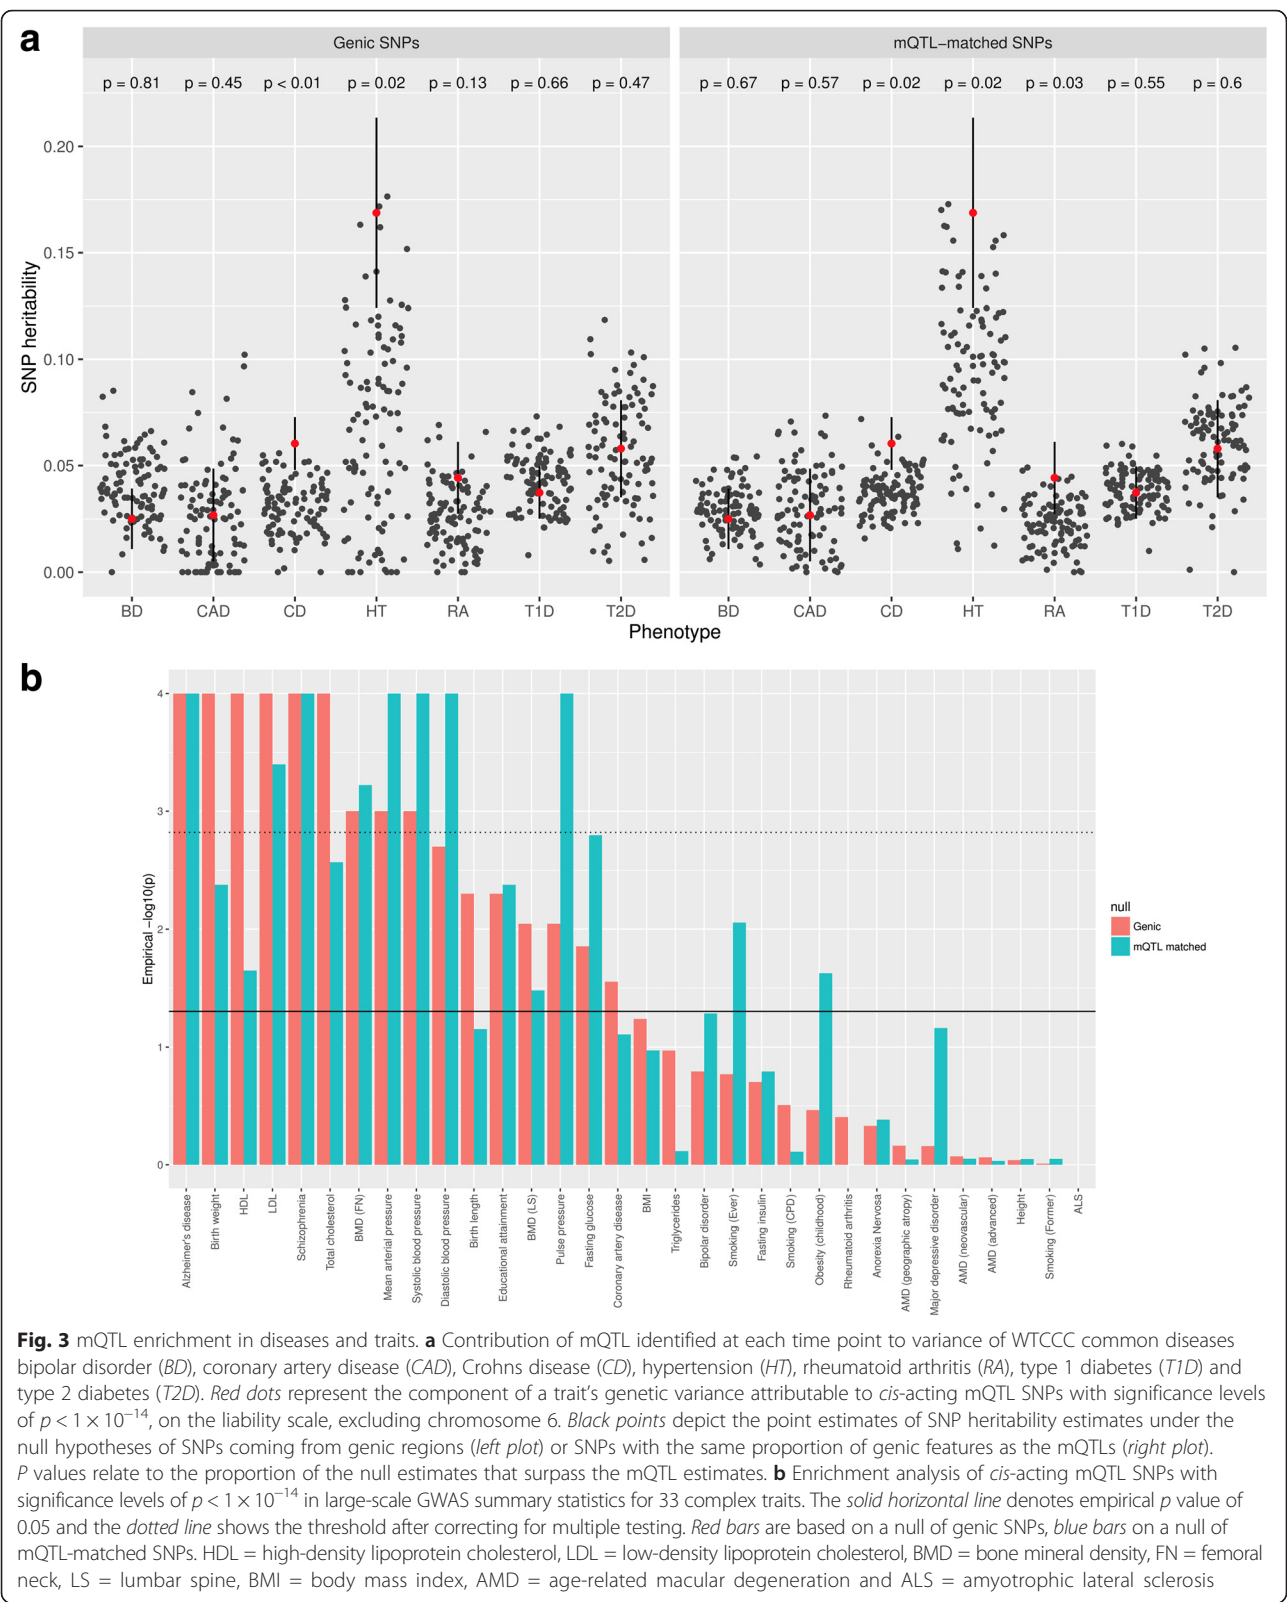 a
Genic SNPs
mQTL−matched SNPs
p = 0.81 p = 0.45 p < 0.01 p = 0.02 p = 0.13 p = 0.66 p = 0.47
p = 0.67 p = 0.57 p = 0.02 p = 0.02 p = 0.03 p = 0.55 p = 0.6
SNP heritability
0.20
0.15
0.10
0.05
0.00
BD CAD CD HT RA T1D T2D
BD CAD CD HT RA T1D T2D
Phenotype
b
Empirical −log10(p)
4
3
2
1
0
null
Genic
mQTL matched
Alzheimer's disease
Birth weight
HDL
LDL
Schizophrenia
Total cholesterol
BMD (FN)
Mean arterial pressure
Systolic blood pressure
Diastolic blood pressure
Birth length
Educational attainment
BMD (LS)
Pulse pressure
Fasting glucose
Coronary artery disease
BMI
Triglycerides
Bipolar disorder
Smoking (Ever)
Fasting insulin
Smoking (CPD)
Obesity (childhood)
Rheumatoid arthritis
Anorexia Nervosa
AMD (geographic atropy)
Major depressive disorder
AMD (neovascular)
AMD (advanced)
Height
Smoking (Former)
ALS
Fig. 3 mQTL enrichment in diseases and traits. a Contribution of mQTL identified at each time point to variance of WTCCC common diseases
bipolar disorder (BD), coronary artery disease (CAD), Crohns disease (CD), hypertension (HT), rheumatoid arthritis (RA), type 1 diabetes (T1D) and
type 2 diabetes (T2D). Red dots represent the component of a trait's genetic variance attributable to cis-acting mQTL SNPs with significance levels
of p < 1 × 10⁻¹⁴, on the liability scale, excluding chromosome 6. Black points depict the point estimates of SNP heritability estimates under the
null hypotheses of SNPs coming from genic regions (left plot) or SNPs with the same proportion of genic features as the mQTLs (right plot).
P values relate to the proportion of the null estimates that surpass the mQTL estimates. b Enrichment analysis of cis-acting mQTL SNPs with
significance levels of p < 1 × 10⁻¹⁴ in large-scale GWAS summary statistics for 33 complex traits. The solid horizontal line denotes empirical p value of
0.05 and the dotted line shows the threshold after correcting for multiple testing. Red bars are based on a null of genic SNPs, blue bars on a null of
mQTL-matched SNPs. HDL = high-density lipoprotein cholesterol, LDL = low-density lipoprotein cholesterol, BMD = bone mineral density, FN = femoral
neck, LS = lumbar spine, BMI = body mass index, AMD = age-related macular degeneration and ALS = amyotrophic lateral sclerosis